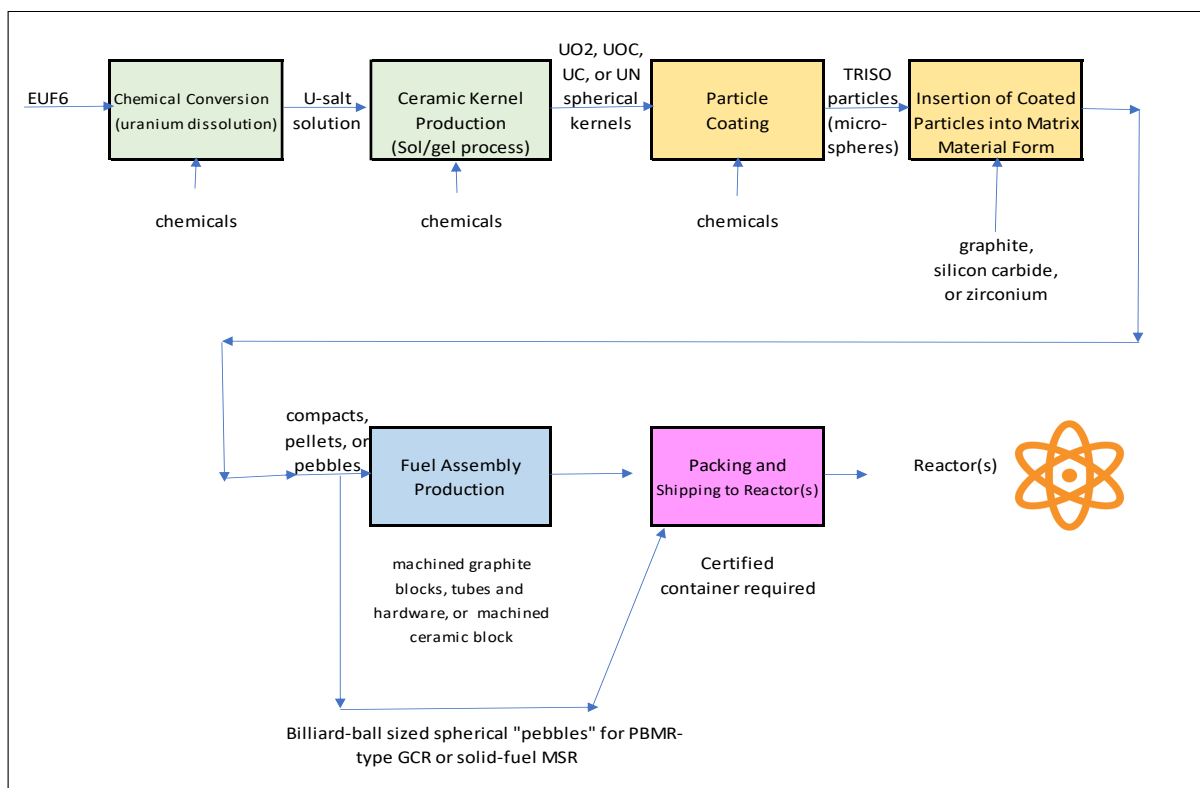 EUF6
Chemical Conversion
(uranium dissolution)
U-salt
solution
Ceramic Kernel
Production
(Sol/gel process)
UO2, UOC,
UC, or UN
spherical
kernels
Particle
Coating
TRISO
particles
(micro-
spheres)
Insertion of Coated
Particles into Matrix
Material Form
chemicals
chemicals
chemicals
graphite,
silicon carbide,
or zirconium
compacts,
pellets, or
pebbles
Fuel Assembly
Production
Packing and
Shipping to Reactor(s)
Reactor(s)
machined graphite
blocks, tubes and
hardware, or machined
ceramic block
Certified
container required
Billiard-ball sized spherical "pebbles" for PBMR-
type GCR or solid-fuel MSR